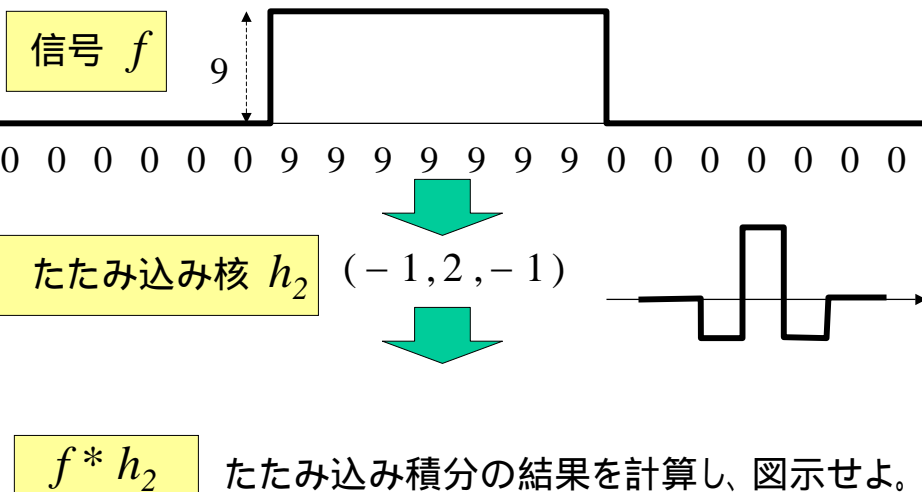 信号 f
9
0 0 0 0 0 0 9 9 9 9 9 9 9 0 0 0 0 0 0 0
たたみ込み核 h2 (－1,2,－1)
f * h2 たたみ込み積分の結果を計算し、図示せよ。